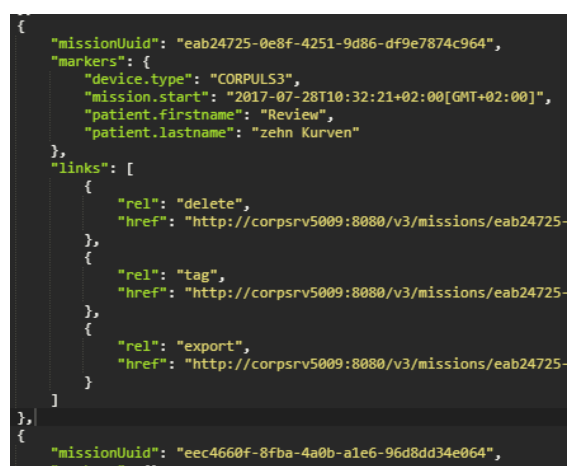 },
{
"missionUuid": "eab24725-0e8f-4251-9d86-df9e7874c964",
"markers": {
"device.type": "CORPULS3",
"mission.start": "2017-07-28T10:32:21+02:00[GMT+02:00]",
"patient.firstname": "Review",
"patient.lastname": "zehn Kurven"
},
"links": [
{
"rel": "delete",
"href": "http://corpsrv5009:8080/v3/missions/eab24725-
},
{
"rel": "tag",
"href": "http://corpsrv5009:8080/v3/missions/eab24725-
},
{
"rel": "export",
"href": "http://corpsrv5009:8080/v3/missions/eab24725-
}
]
},
{
"missionUuid": "eec4660f-8fba-4a0b-a1e6-96d8dd34e064",